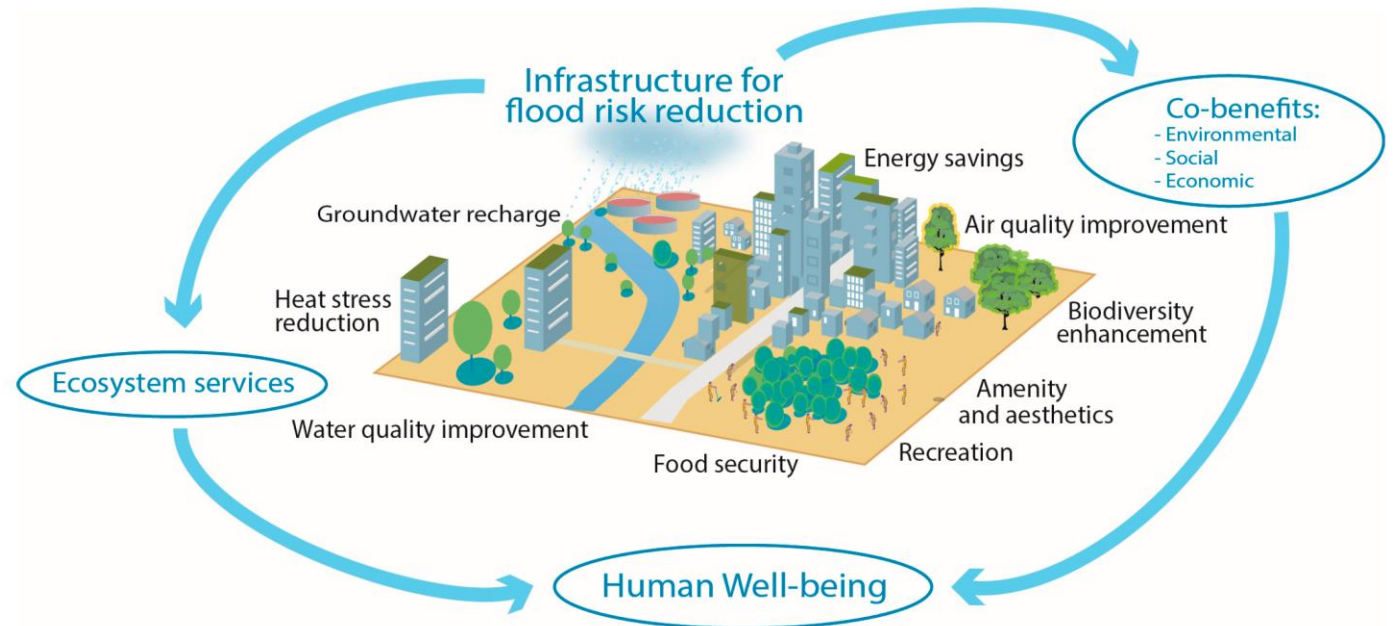 Infrastructure for
flood risk reduction
Co-benefits:
- Environmental
- Social
- Economic
Energy savings
Groundwater recharge
Air quality improvement
Heat stress
reduction
Biodiversity
enhancement
Ecosystem services
Amenity
and aesthetics
Water quality improvement
Recreation
Food security
Human Well-being